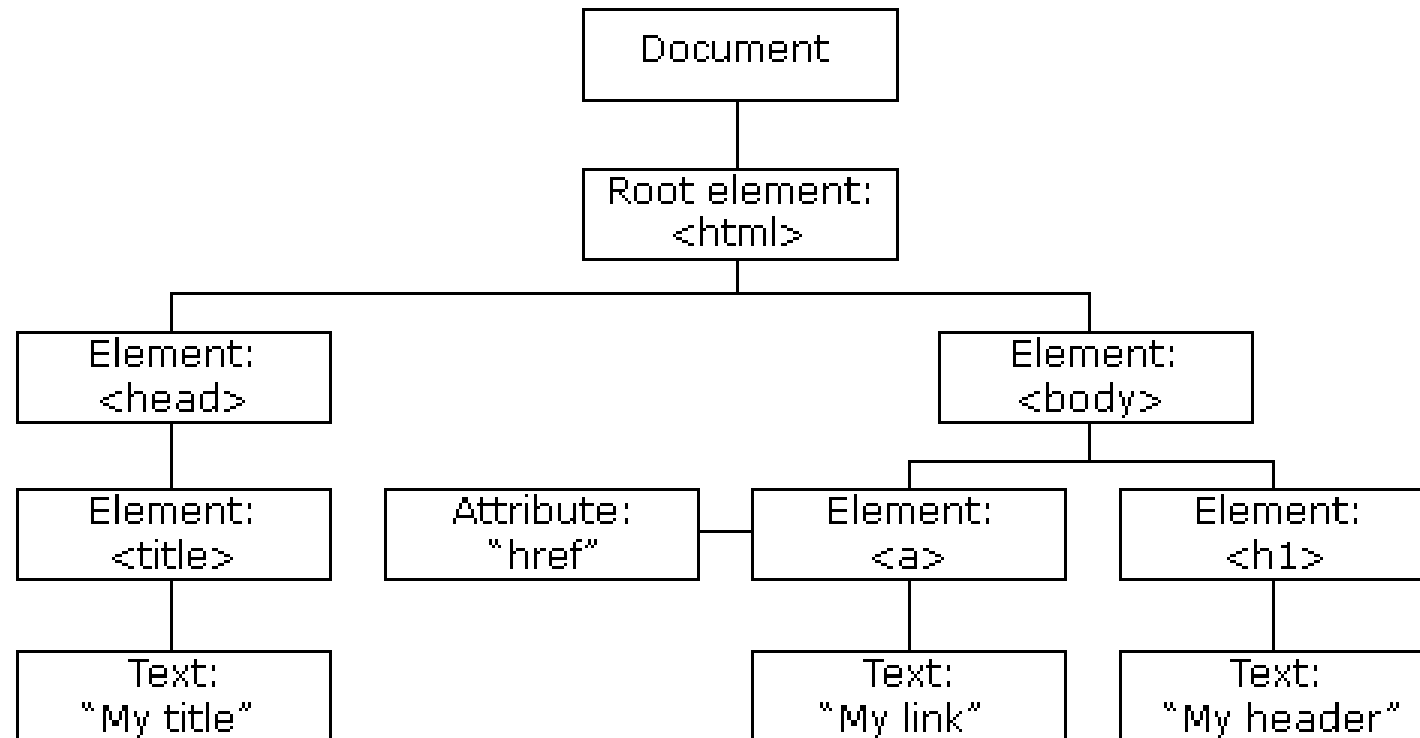 Document
Root element:
<html>
Element:
<head>
Element:
<body>
Element:
<title>
Attribute:
“href”
Element:
<a>
Element:
<h1>
Text:
“My title”
Text:
“My link”
Text:
“My header”